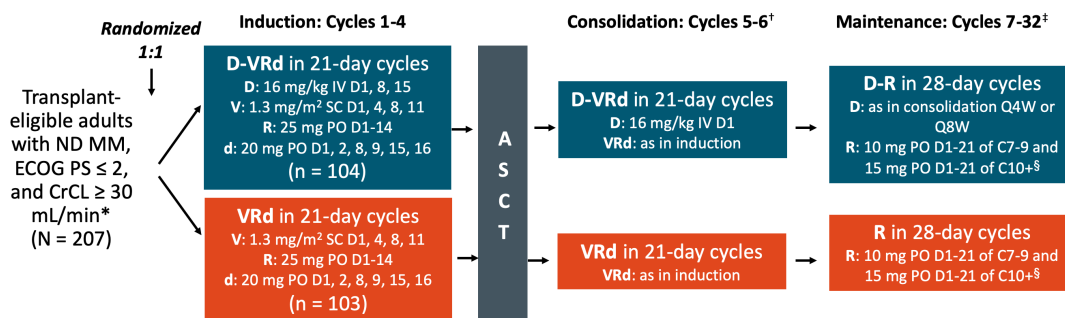 Randomized
1:1
Transplant-
eligible adults
with ND MM,
ECOG PS ≤ 2,
and CrCL ≥ 30
mL/min*
(N = 207)
Induction: Cycles 1-4
D-VRd in 21-day cycles
D: 16 mg/kg IV D1, 8, 15
V: 1.3 mg/m² SC D1, 4, 8, 11
R: 25 mg PO D1-14
d: 20 mg PO D1, 2, 8, 9, 15, 16
(n = 104)
VRd in 21-day cycles
V: 1.3 mg/m² SC D1, 4, 8, 11
R: 25 mg PO D1-14
d: 20 mg PO D1, 2, 8, 9, 15, 16
(n = 103)
A
S
C
T
Consolidation: Cycles 5-6†
D-VRd in 21-day cycles
D: 16 mg/kg IV D1
VRd: as in induction
VRd in 21-day cycles
VRd: as in induction
Maintenance: Cycles 7-32‡
D-R in 28-day cycles
D: as in consolidation Q4W or
Q8W
R: 10 mg PO D1-21 of C7-9 and
15 mg PO D1-21 of C10+§
R in 28-day cycles
R: 10 mg PO D1-21 of C7-9 and
15 mg PO D1-21 of C10+§